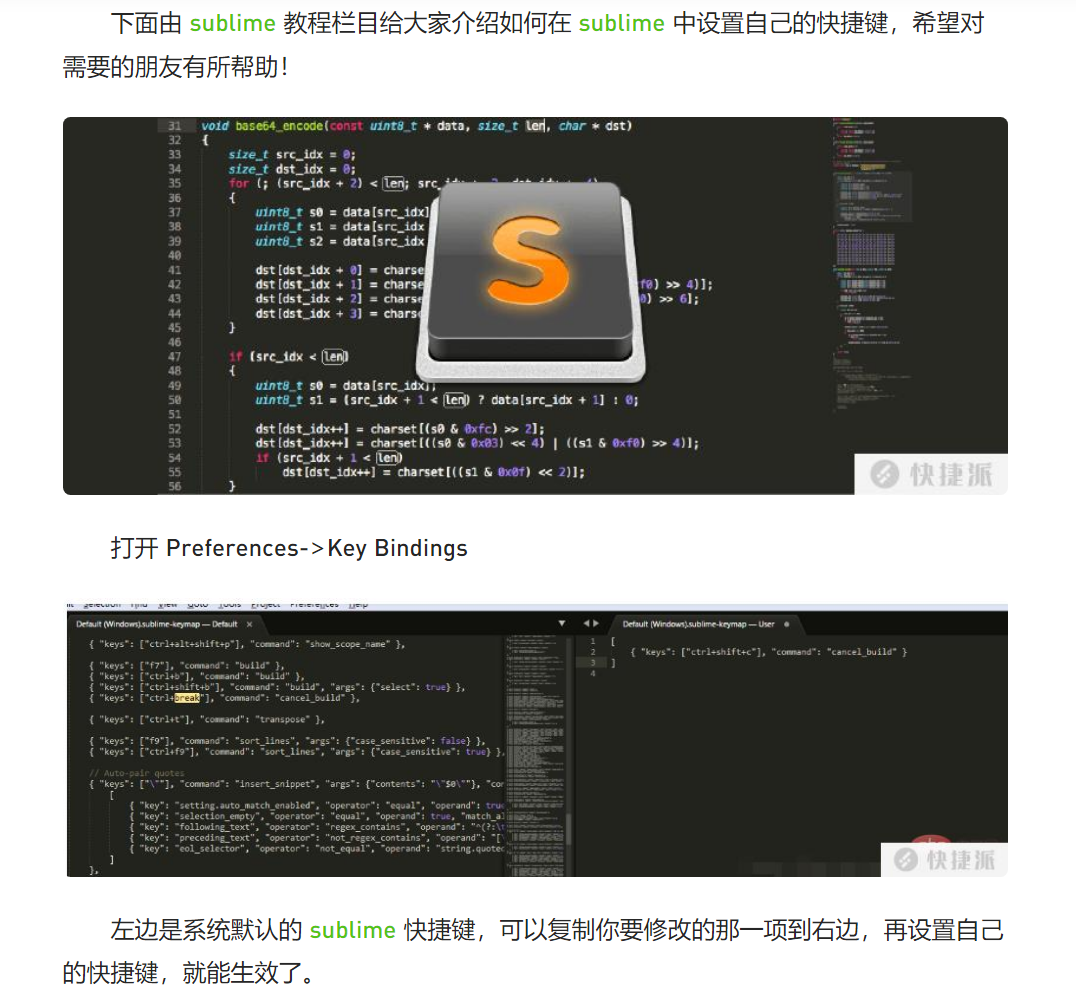 下面由 sublime 教程栏目给大家介绍如何在 sublime 中设置自己的快捷键，希望对
需要的朋友有所帮助！
31 void base64_encode(const uint8_t * data, size_t len, char * dst)
32 {
33 size_t src_idx = 0;
34 size_t dst_idx = 0;
35 for (; (src_idx + 2) < len; src_idx
36 {
37 uint8_t s0 = data[src_idx]
38 uint8_t s1 = data[src_idx
39 uint8_t s2 = data[src_idx
40
41 dst[dst_idx + 0] = charse
42 dst[dst_idx + 1] = charse f0) >> 4)];
43 dst[dst_idx + 2] = charse 0) >> 6];
44 dst[dst_idx + 3] = charse
45 }
46
47 if (src_idx < len)
48 {
49 uint8_t s0 = data[src_idx];
50 uint8_t s1 = (src_idx + 1 < len) ? data[src_idx + 1] : 0;
51
52 dst[dst_idx++] = charset[(s0 & 0xfc) >> 2];
53 dst[dst_idx++] = charset[((s0 & 0x03) << 4) | ((s1 & 0xf0) >> 4)];
54 if (src_idx + 1 < len)
55 dst[dst_idx++] = charset[((s1 & 0x0f) << 2)];
56 }
S
快捷派
打开 Preferences->Key Bindings
Selection Find View Goto Tools Project Preferences Help
Default (Windows).sublime-keymap — Default ×
{ "keys": ["ctrl+alt+shift+p"], "command": "show_scope_name" },
{ "keys": ["f7"], "command": "build" },
{ "keys": ["ctrl+b"], "command": "build" },
{ "keys": ["ctrl+shift+b"], "command": "build", "args": {"select": true} },
{ "keys": ["ctrl+break"], "command": "cancel_build" },
{ "keys": ["ctrl+t"], "command": "transpose" },
{ "keys": ["f9"], "command": "sort_lines", "args": {"case_sensitive": false} },
{ "keys": ["ctrl+f9"], "command": "sort_lines", "args": {"case_sensitive": true} },
// Auto-pair quotes
{ "keys": ["\""], "command": "insert_snippet", "args": {"contents": "\"$0\""}, "con
[
{ "key": "setting.auto_match_enabled", "operator": "equal", "operand": true
{ "key": "selection_empty", "operator": "equal", "operand": true, "match_al
{ "key": "following_text", "operator": "regex_contains", "operand": "^(?:\t
{ "key": "preceding_text", "operator": "not_regex_contains", "operand": "[
{ "key": "eol_selector", "operator": "not_equal", "operand": "string.quoted
]
},
Default (Windows).sublime-keymap — User
1 [
2 { "keys": ["ctrl+shift+c"], "command": "cancel_build" }
3 ]
4
快捷派
左边是系统默认的 sublime 快捷键，可以复制你要修改的那一项到右边，再设置自己
的快捷键，就能生效了。